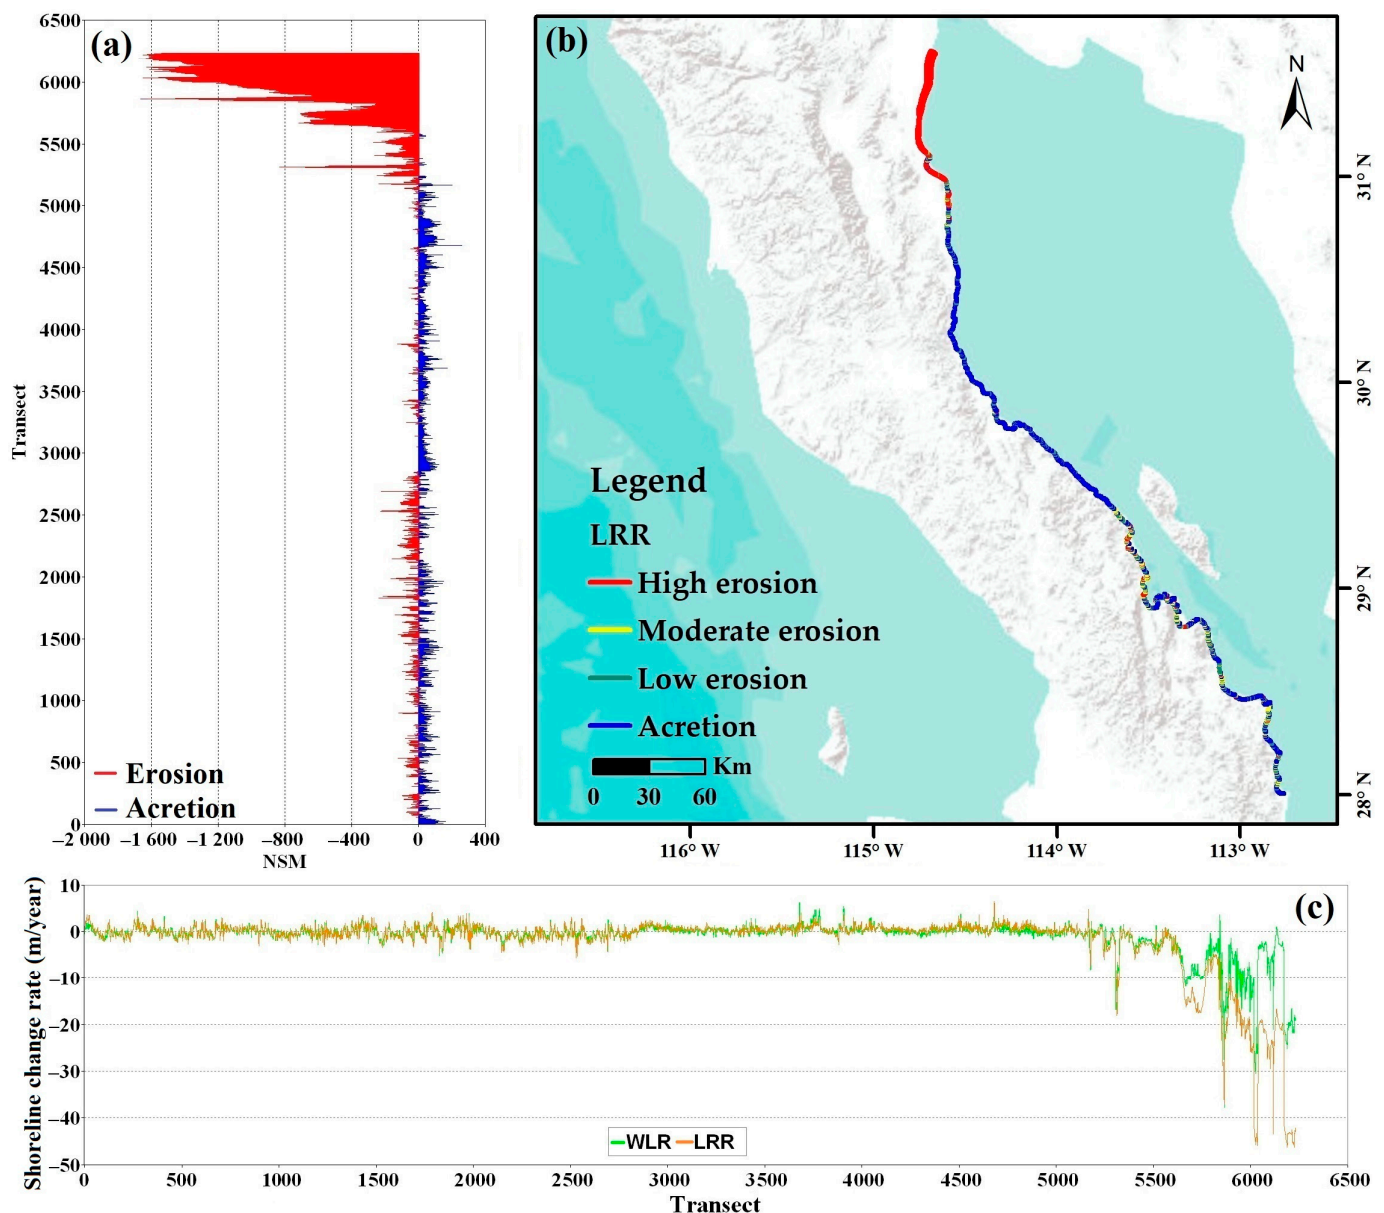 (a)
6500
6000
5500
5000
4500
4000
3500
3000
2500
2000
1500
1000
500
0
Transect
Erosion
Acretion
−2 000 −1 600 −1 200 −800 −400 0 400
NSM
(b)
N
Legend
LRR
High erosion
Moderate erosion
Low erosion
Acretion
Km
0 30 60
31° N
30° N
29° N
28° N
116° W 115° W 114° W 113° W
(c)
10
0
−10
−20
−30
−40
−50
Shoreline change rate (m/year)
WLR LRR
0 500 1000 1500 2000 2500 3000 3500 4000 4500 5000 5500 6000 6500
Transect